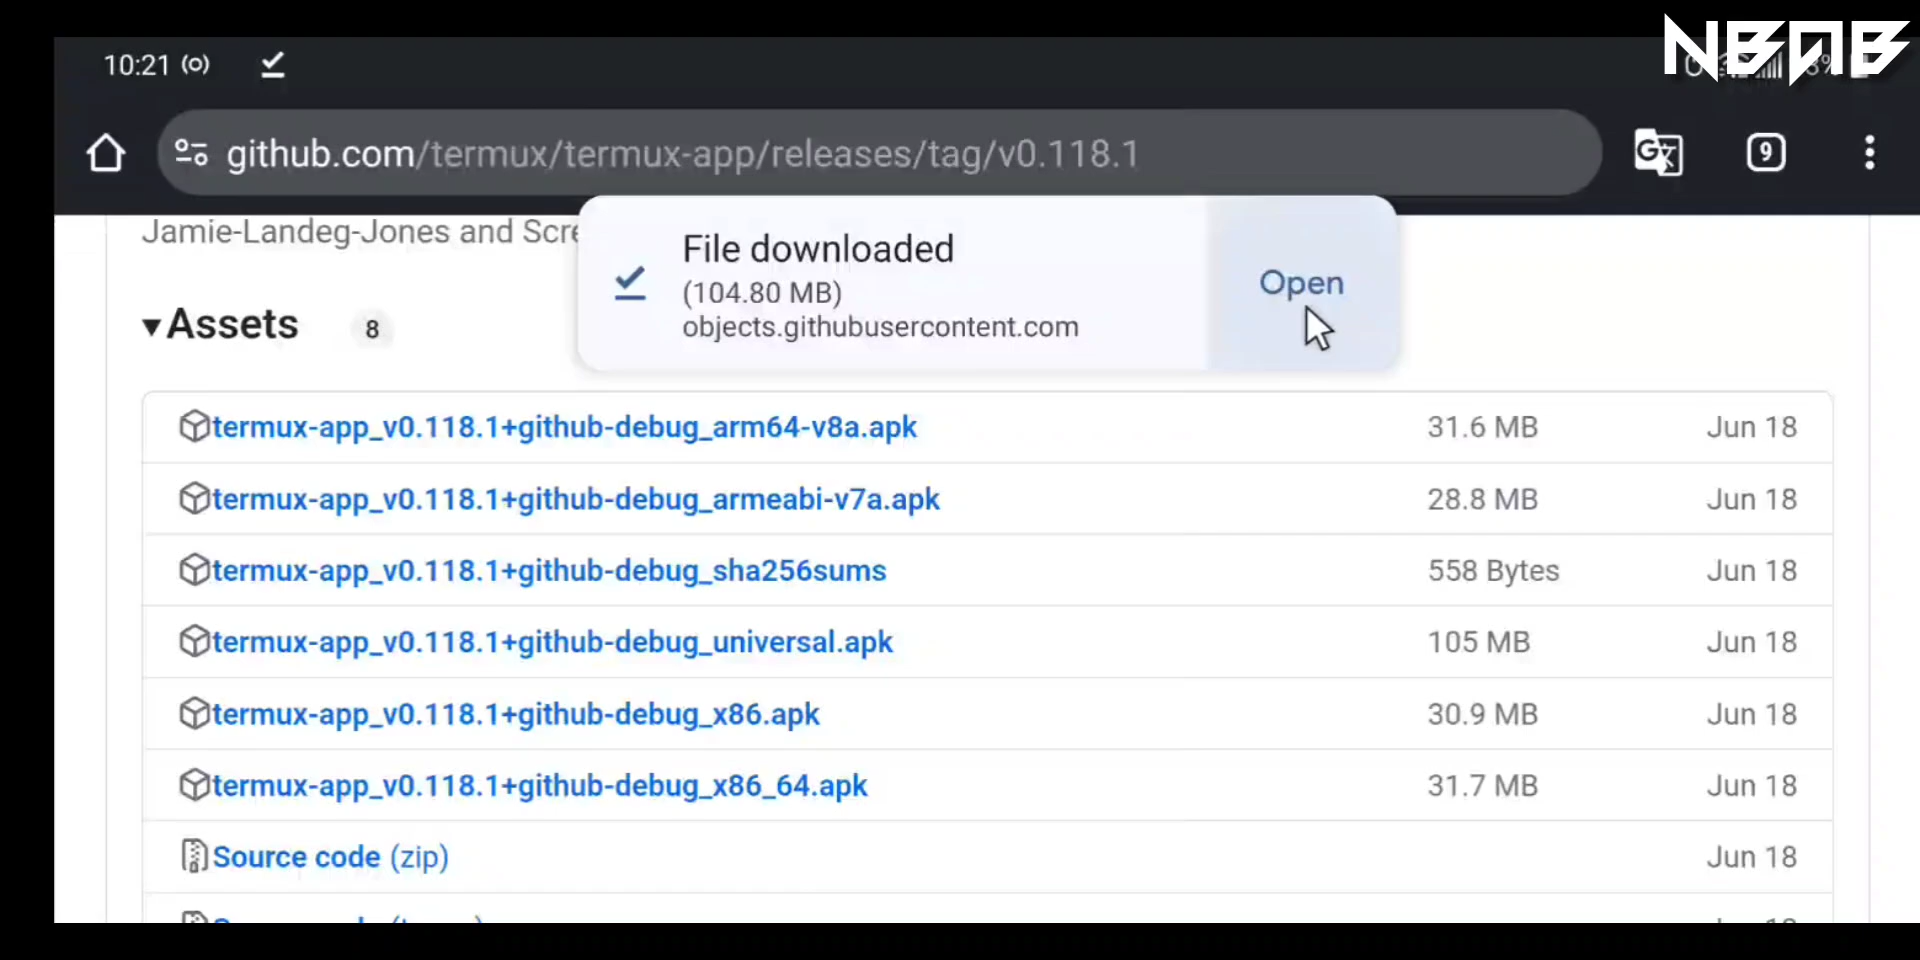 NBAB
10:21
github.com/termux/termux-app/releases/tag/v0.118.1
9
Jamie-Landeg-Jones and Scre
File downloaded
(104.80 MB)
objects.githubusercontent.com
Open
Assets 8
termux-app_v0.118.1+github-debug_arm64-v8a.apk 31.6 MB Jun 18
termux-app_v0.118.1+github-debug_armeabi-v7a.apk 28.8 MB Jun 18
termux-app_v0.118.1+github-debug_sha256sums 558 Bytes Jun 18
termux-app_v0.118.1+github-debug_universal.apk 105 MB Jun 18
termux-app_v0.118.1+github-debug_x86.apk 30.9 MB Jun 18
termux-app_v0.118.1+github-debug_x86_64.apk 31.7 MB Jun 18
Source code (zip) Jun 18